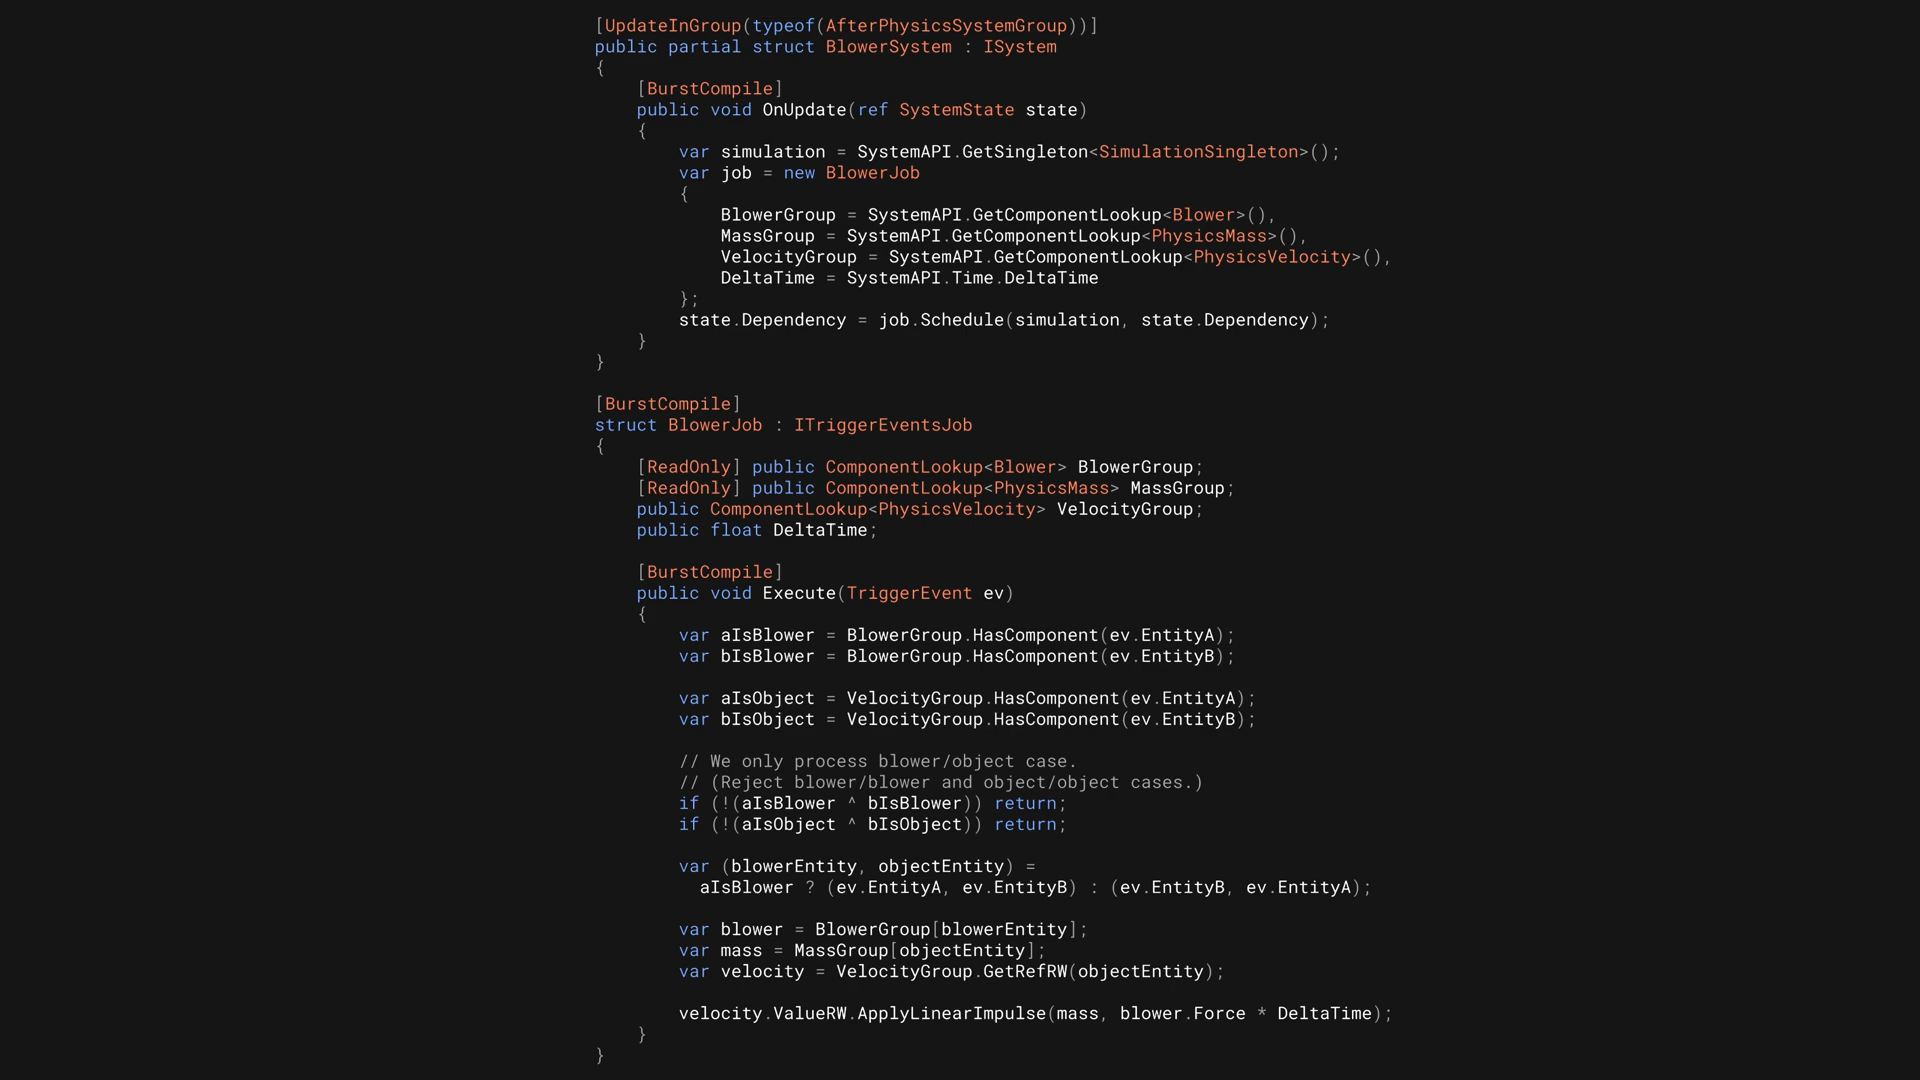 [UpdateInGroup(typeof(AfterPhysicsSystemGroup))]
public partial struct BlowerSystem : ISystem
{
    [BurstCompile]
    public void OnUpdate(ref SystemState state)
    {
        var simulation = SystemAPI.GetSingleton<SimulationSingleton>();
        var job = new BlowerJob
        {
            BlowerGroup = SystemAPI.GetComponentLookup<Blower>(),
            MassGroup = SystemAPI.GetComponentLookup<PhysicsMass>(),
            VelocityGroup = SystemAPI.GetComponentLookup<PhysicsVelocity>(),
            DeltaTime = SystemAPI.Time.DeltaTime
        };
        state.Dependency = job.Schedule(simulation, state.Dependency);
    }
}

[BurstCompile]
struct BlowerJob : ITriggerEventsJob
{
    [ReadOnly] public ComponentLookup<Blower> BlowerGroup;
    [ReadOnly] public ComponentLookup<PhysicsMass> MassGroup;
    public ComponentLookup<PhysicsVelocity> VelocityGroup;
    public float DeltaTime;

    [BurstCompile]
    public void Execute(TriggerEvent ev)
    {
        var aIsBlower = BlowerGroup.HasComponent(ev.EntityA);
        var bIsBlower = BlowerGroup.HasComponent(ev.EntityB);

        var aIsObject = VelocityGroup.HasComponent(ev.EntityA);
        var bIsObject = VelocityGroup.HasComponent(ev.EntityB);

        // We only process blower/object case.
        // (Reject blower/blower and object/object cases.)
        if (!(aIsBlower ^ bIsBlower)) return;
        if (!(aIsObject ^ bIsObject)) return;

        var (blowerEntity, objectEntity) =
          aIsBlower ? (ev.EntityA, ev.EntityB) : (ev.EntityB, ev.EntityA);

        var blower = BlowerGroup[blowerEntity];
        var mass = MassGroup[objectEntity];
        var velocity = VelocityGroup.GetRefRW(objectEntity);

        velocity.ValueRW.ApplyLinearImpulse(mass, blower.Force * DeltaTime);
    }
}